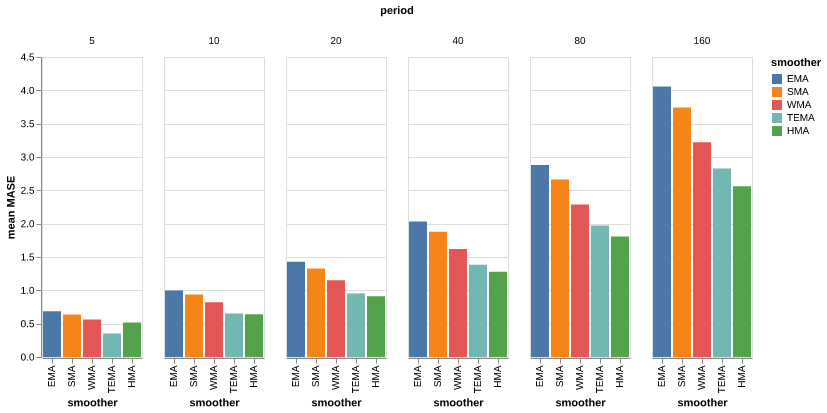 period
5 10 20 40 80 160
mean MASE
4.5
4.0
3.5
3.0
2.5
2.0
1.5
1.0
0.5
0.0
EMA SMA WMA TEMA HMA EMA SMA WMA TEMA HMA EMA SMA WMA TEMA HMA EMA SMA WMA TEMA HMA EMA SMA WMA TEMA HMA EMA SMA WMA TEMA HMA
smoother smoother smoother smoother smoother smoother
smoother
EMA
SMA
WMA
TEMA
HMA